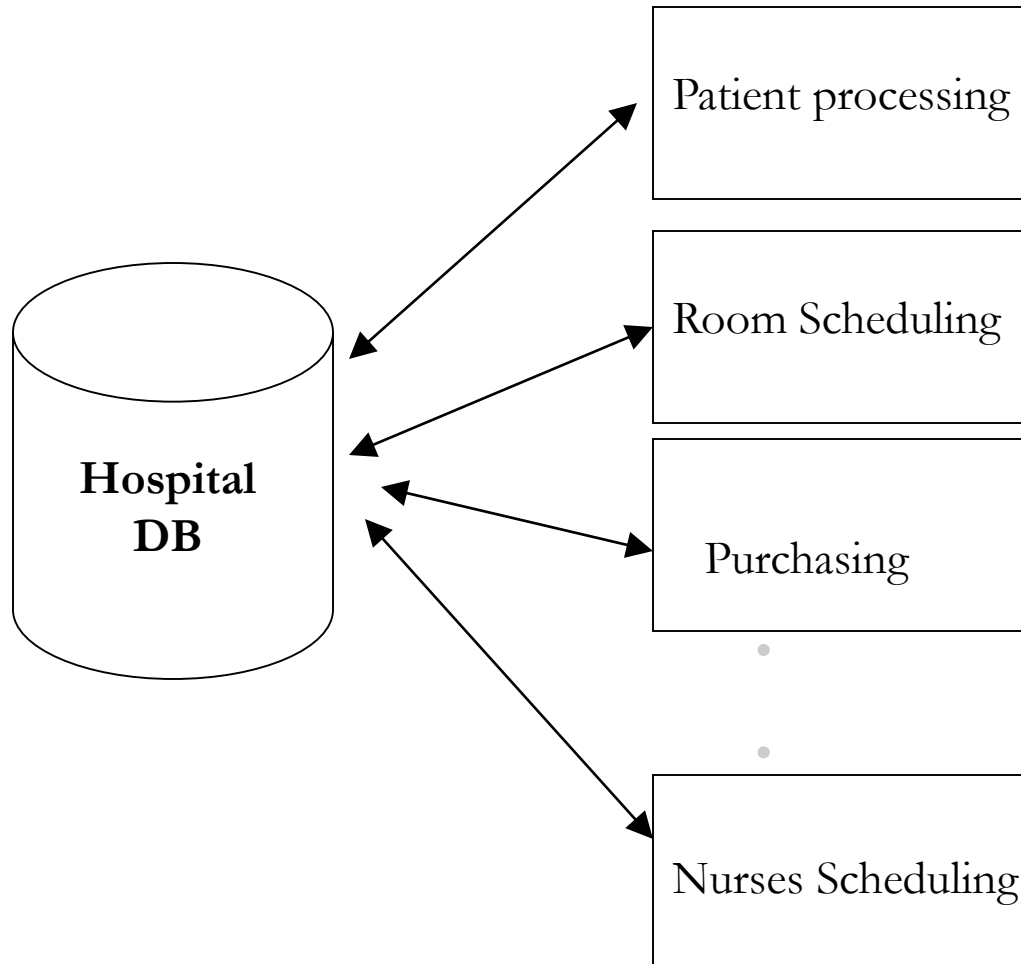 Patient processing
Room Scheduling
Hospital
DB
Purchasing
Nurses Scheduling